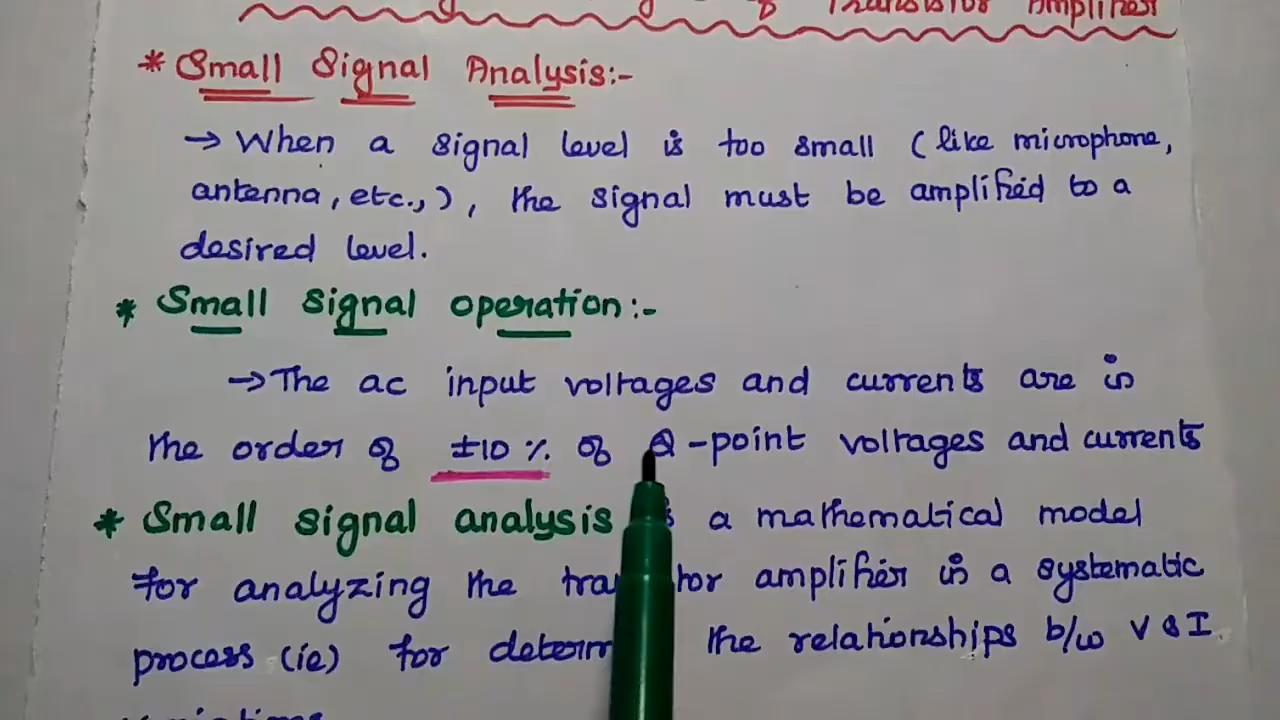 Transistor Amplifier
* Small Signal Analysis:-
→ When a signal level is too small (like microphone,
antenna, etc.,), the signal must be amplified to a
desired level.
* Small signal operation:-
→ The ac input voltages and currents are in
the order of ±10 % of Q-point voltages and currents
* Small signal analysis a mathematical model
for analyzing the amplifier in a systematic
process (ie) for the relationships b/w V & I